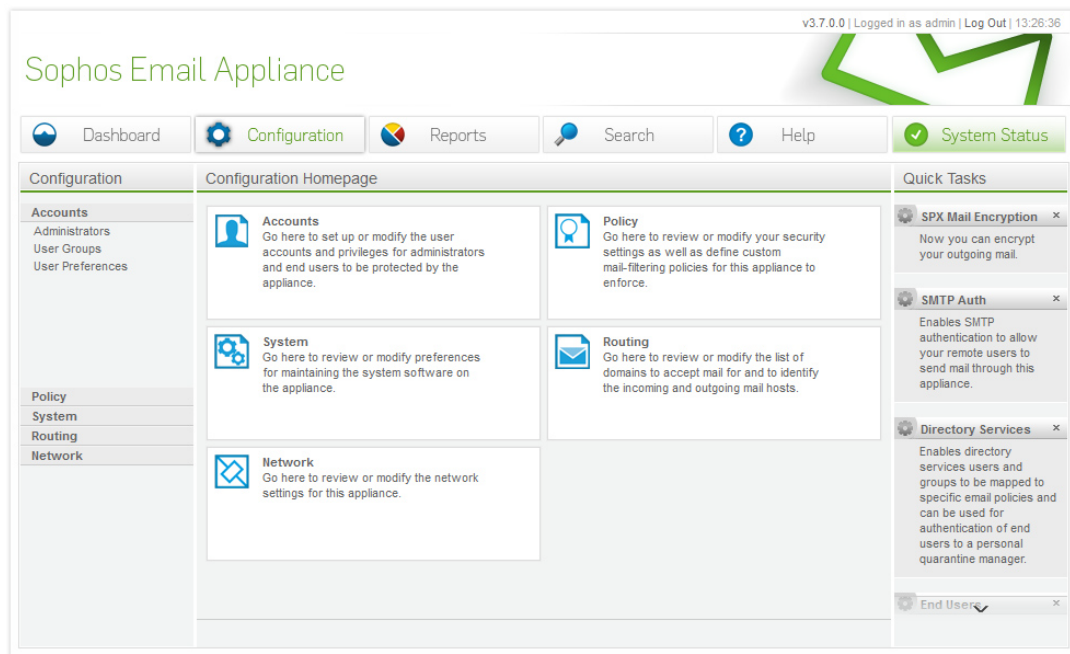 v3.7.0.0 | Logged in as admin | Log Out | 13:26:36
Sophos Email Appliance
Dashboard
Configuration
Reports
Search
Help
System Status
Configuration
Accounts
Administrators
User Groups
User Preferences
Policy
System
Routing
Network
Configuration Homepage
Accounts
Go here to set up or modify the user
accounts and privileges for administrators
and end users to be protected by the
appliance.
Policy
Go here to review or modify your security
settings as well as define custom
mail-filtering policies for this appliance to
enforce.
System
Go here to review or modify preferences
for maintaining the system software on
the appliance.
Routing
Go here to review or modify the list of
domains to accept mail for and to identify
the incoming and outgoing mail hosts.
Network
Go here to review or modify the network
settings for this appliance.
Quick Tasks
SPX Mail Encryption
Now you can encrypt
your outgoing mail.
SMTP Auth
Enables SMTP
authentication to allow
your remote users to
send mail through this
appliance.
Directory Services
Enables directory
services users and
groups to be mapped to
specific email policies and
can be used for
authentication of end
users to a personal
quarantine manager.
End Users